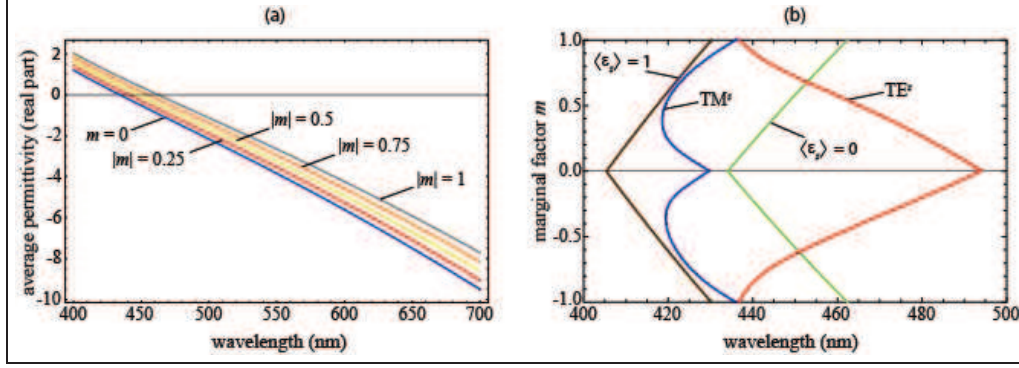 (a)
average permittivity (real part)
2
0
-2
-4
-6
-8
-10
m = 0
|m| = 0.25
|m| = 0.5
|m| = 0.75
|m| = 1
400 450 500 550 600 650 700
wavelength (nm)
(b)
marginal factor m
1.0
0.5
0.0
-0.5
-1.0
⟨εs⟩ = 1
TMs
TEs
⟨εs⟩ = 0
400 420 440 460 480 500
wavelength (nm)